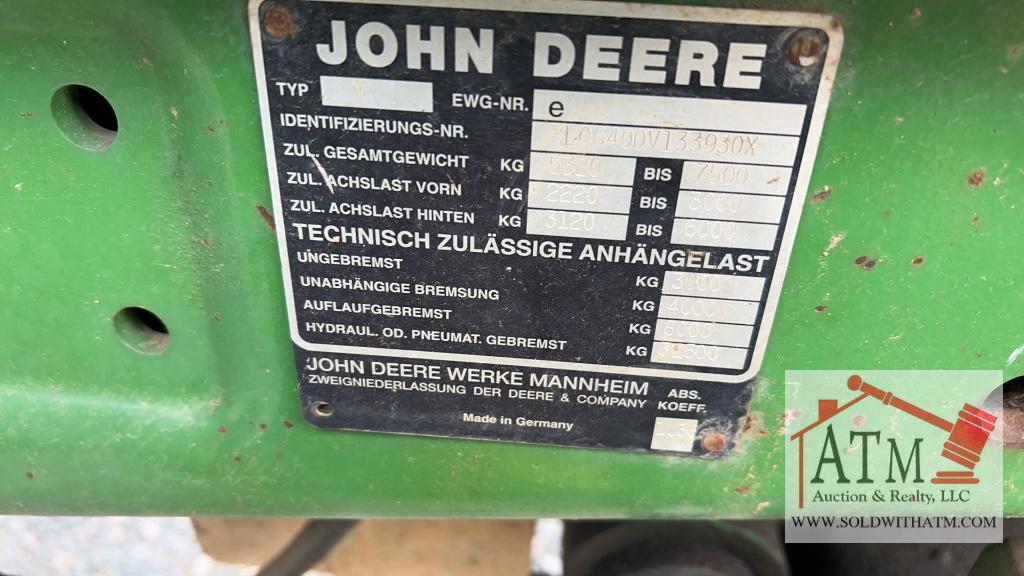 JOHN DEERE
TYP
EWG-NR. e
IDENTIFIZIERUNGS-NR.
ZUL. GESAMTGEWICHT KG 5320 BIS 7500
ZUL. ACHSLAST VORN KG 2220 BIS 3000
ZUL. ACHSLAST HINTEN KG 3120 BIS 6000
TECHNISCH ZULÄSSIGE ANHÄNGELAST
UNGEBREMST KG
UNABHÄNGIGE BREMSUNG KG 4000
AUFLAUFGEBREMST KG 6000
HYDRAUL. OD. PNEUMAT. GEBREMST KG
JOHN DEERE WERKE MANNHEIM
ZWEIGNIEDERLASSUNG DER DEERE & COMPANY
ABS.
KOEFF.
Made in Germany
ATM
Auction & Realty, LLC
WWW.SOLDWITHATM.COM